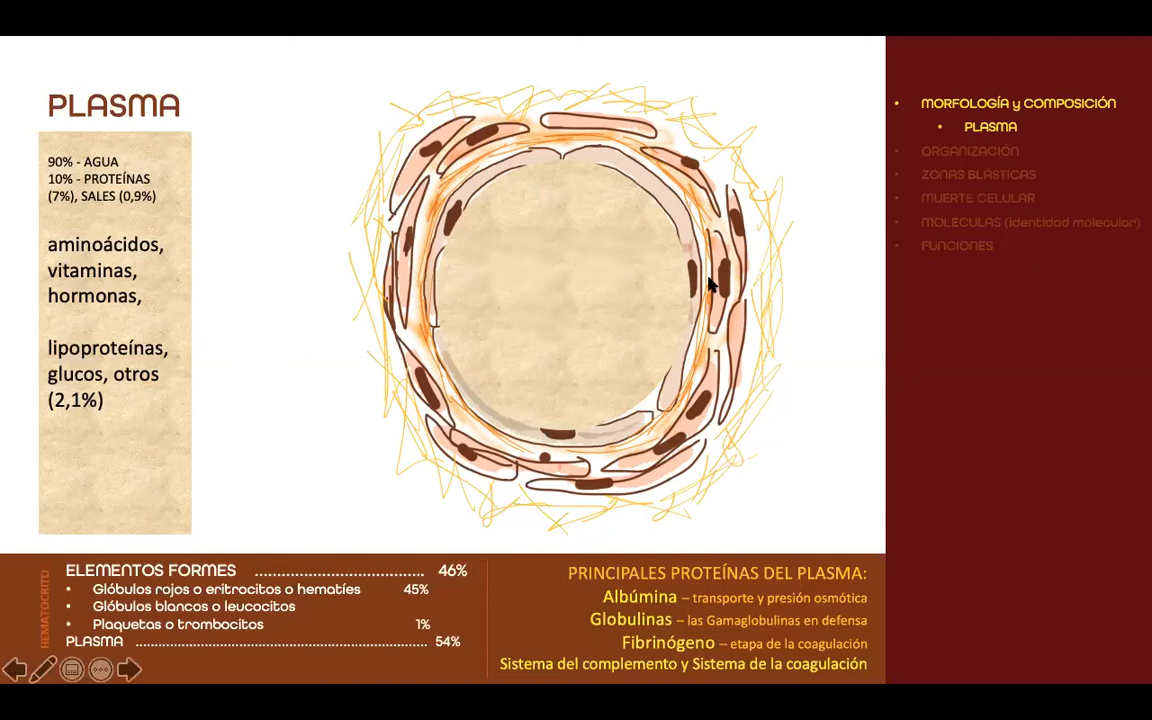 PLASMA
90% - AGUA
10% - PROTEÍNAS
(7%), SALES (0,9%)
aminoácidos,
vitaminas,
hormonas,
lipoproteínas,
glucos, otros
(2,1%)
• MORFOLOGÍA y COMPOSICIÓN
• PLASMA
• ORGANIZACIÓN
• ZONAS BLÁSTICAS
• MUERTE CELULAR
• MOLÉCULAS (identidad molecular)
• FUNCIONES
HEMATOCRITO
ELEMENTOS FORMES ........................................ 46%
• Glóbulos rojos o eritrocitos o hematíes 45%
• Glóbulos blancos o leucocitos
• Plaquetas o trombocitos 1%
PLASMA ........................................................................ 54%
PRINCIPALES PROTEÍNAS DEL PLASMA:
Albúmina – transporte y presión osmótica
Globulinas – las Gamaglobulinas en defensa
Fibrinógeno – etapa de la coagulación
Sistema del complemento y Sistema de la coagulación